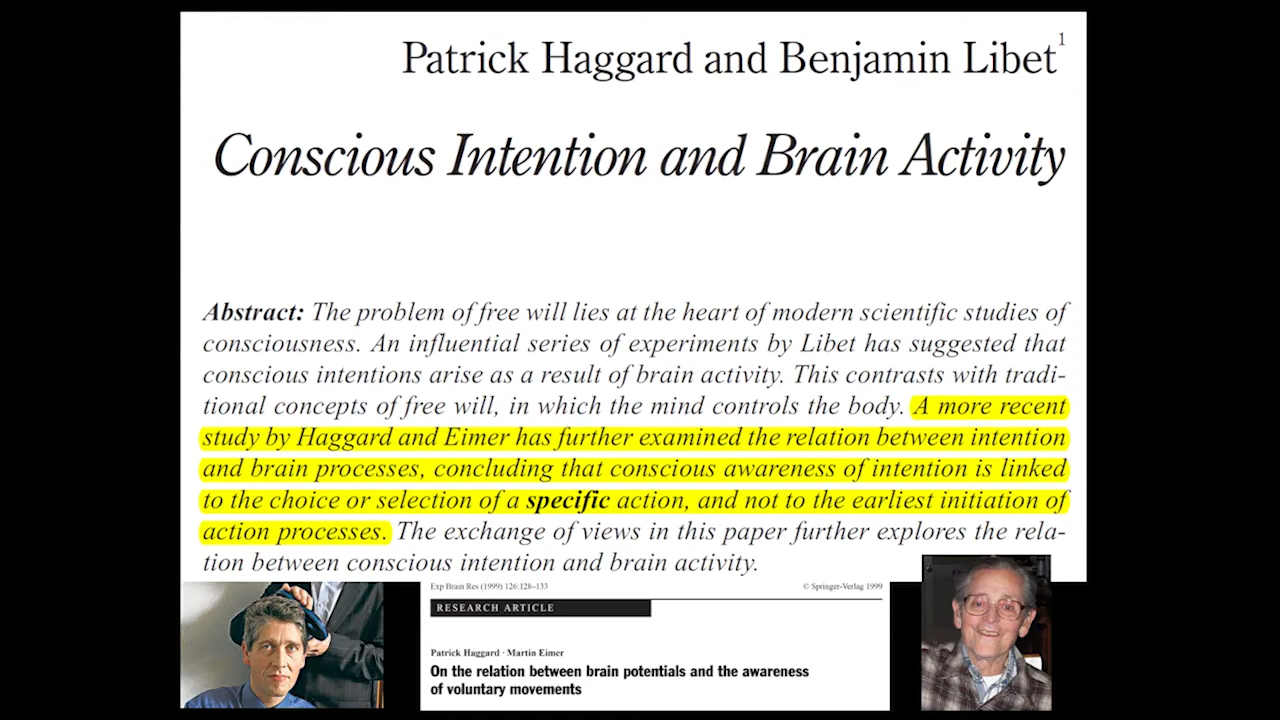 Patrick Haggard and Benjamin Libet1
Conscious Intention and Brain Activity
Abstract: The problem of free will lies at the heart of modern scientific studies of
consciousness. An influential series of experiments by Libet has suggested that
conscious intentions arise as a result of brain activity. This contrasts with tradi-
tional concepts of free will, in which the mind controls the body. A more recent
study by Haggard and Eimer has further examined the relation between intention
and brain processes, concluding that conscious awareness of intention is linked
to the choice or selection of a specific action, and not to the earliest initiation of
action processes. The exchange of views in this paper further explores the rela-
tion between conscious intention and brain activity.
Exp Brain Res (1999) 126:128–133 © Springer-Verlag 1999
RESEARCH ARTICLE
Patrick Haggard · Martin Eimer
On the relation between brain potentials and the awareness
of voluntary movements